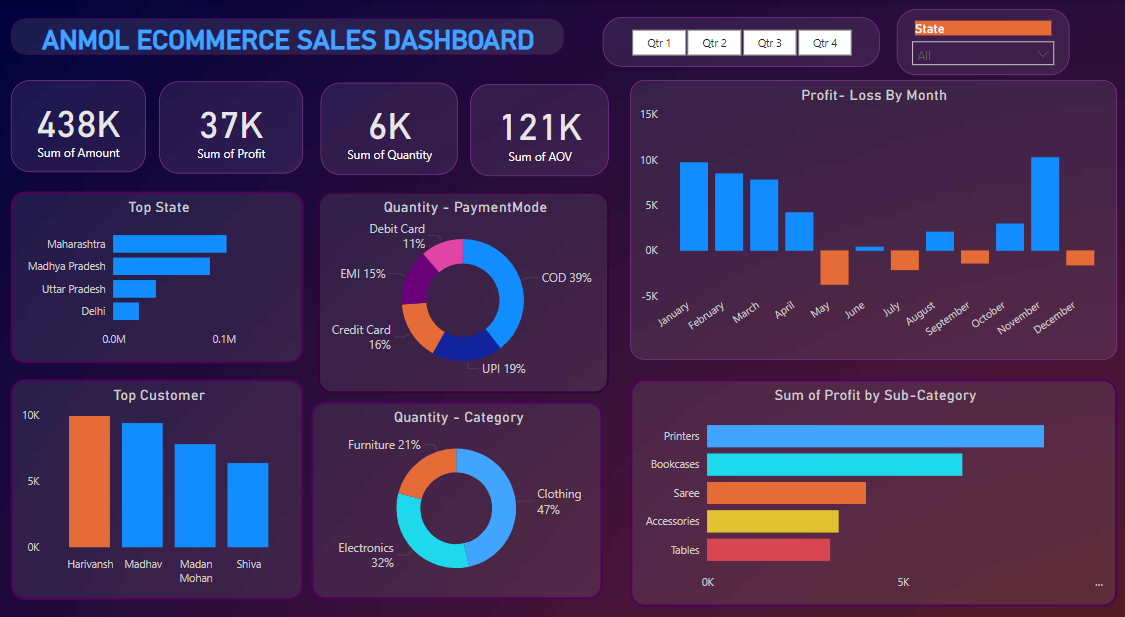 ANMOL ECOMMERCE SALES DASHBOARD
Qtr 1
Qtr 2
Qtr 3
Qtr 4
State
All
438K
Sum of Amount
37K
Sum of Profit
6K
Sum of Quantity
121K
Sum of AOV
Profit- Loss By Month
15K
10K
5K
0K
-5K
January
February
March
April
May
June
July
August
September
October
November
December
Top State
Maharashtra
Madhya Pradesh
Uttar Pradesh
Delhi
0.0M
0.1M
Quantity - PaymentMode
Debit Card
11%
EMI 15%
COD 39%
Credit Card
16%
UPI 19%
Top Customer
10K
5K
0K
Harivansh
Madhav
Madan
Mohan
Shiva
Quantity - Category
Furniture 21%
Clothing
47%
Electronics
32%
Sum of Profit by Sub-Category
Printers
Bookcases
Saree
Accessories
Tables
0K
5K
...